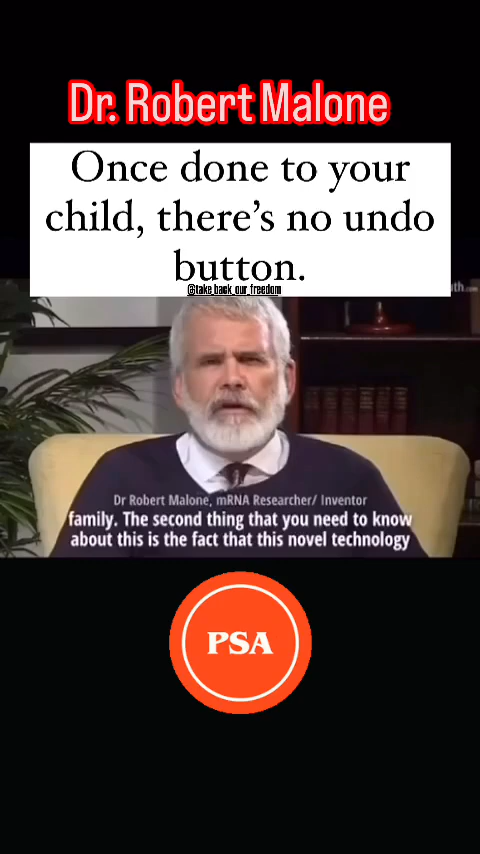 Dr. Robert Malone
Once done to your
child, there's no undo
button.
@take_back_our_freedom
uth.com
Dr Robert Malone, mRNA Researcher/ Inventor
family. The second thing that you need to know
about this is the fact that this novel technology
PSA